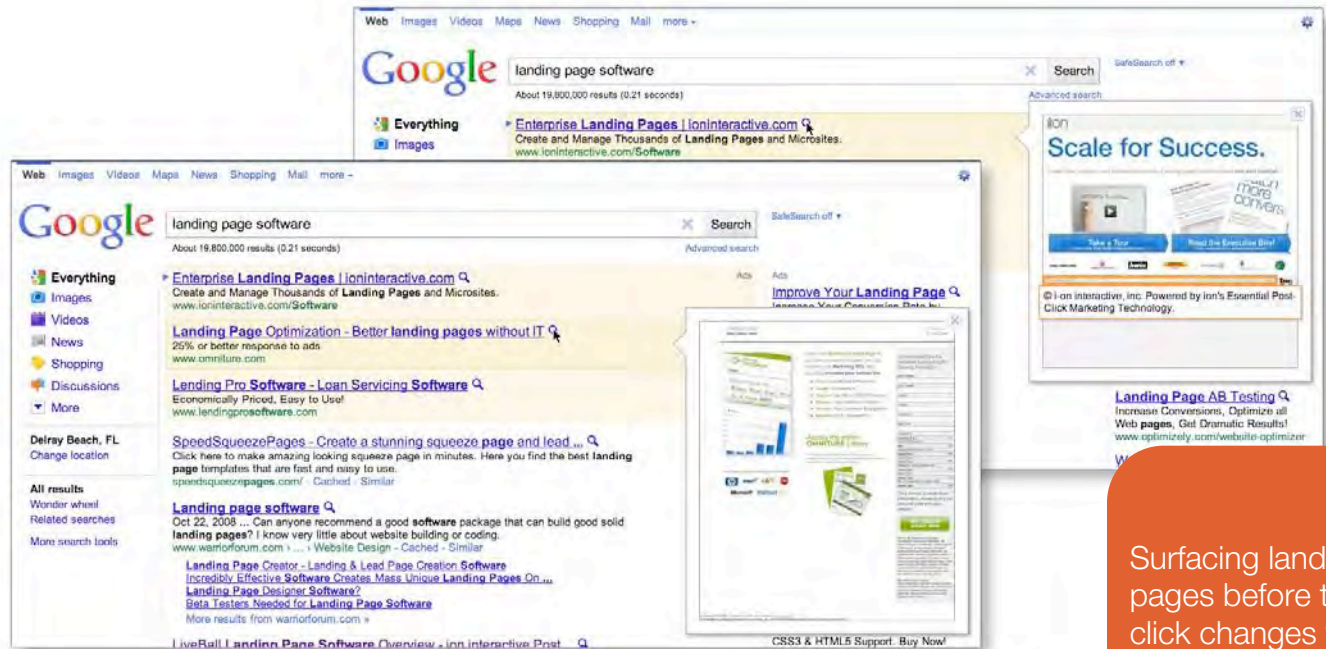 Web Images Videos Maps News Shopping Mail more
Google
landing page software
Search
SafeSearch off
About 19,800,000 results (0.21 seconds)
Advanced search
Everything
Images
Enterprise Landing Pages | ioninteractive.com
Create and Manage Thousands of Landing Pages and Microsites.
www.ioninteractive.com/Software
ion
Scale for Success.
Take a Tour
Read the Executive Brief
© i-on interactive, inc. Powered by ion's Essential Post-
Click Marketing Technology.
Landing Page AB Testing
Increase Conversions, Optimize all
Web pages, Get Dramatic Results!
www.optimizely.com/website-optimizer
Web Images Videos Maps News Shopping Mail more
Google
landing page software
Search
SafeSearch off
About 19,800,000 results (0.21 seconds)
Advanced search
Everything
Images
Videos
News
Shopping
Discussions
More
Delray Beach, FL
Change location
All results
Wonder wheel
Related searches
More search tools
Enterprise Landing Pages | ioninteractive.com
Create and Manage Thousands of Landing Pages and Microsites.
www.ioninteractive.com/Software
Landing Page Optimization - Better landing pages without IT
25% or better response to ads
www.omniture.com
Lending Pro Software - Loan Servicing Software
Economically Priced, Easy to Use!
www.lendingprosoftware.com
SpeedSqueezePages - Create a stunning squeeze page and lead ...
Click here to make amazing looking squeeze page in minutes. Here you find the best landing
page templates that are fast and easy to use.
speedsqueezepages.com/ - Cached - Similar
Landing page software
Oct 22, 2008 ... Can anyone recommend a good software package that can build good solid
landing pages? I know very little about website building or coding.
www.warriorforum.com › ... › Website Design - Cached - Similar
Landing Page Creator - Landing & Lead Page Creation Software
Incredibly Effective Software Creates Mass Unique Landing Pages On ...
Landing Page Designer Software?
Beta Testers Needed for Landing Page Software
More results from warriorforum.com »
LiveBall Landing Page Software Overview - ion interactive Post
Ads
Ads
Improve Your Landing Page
Increase Your Conversion Rate by
CSS3 & HTML5 Support. Buy Now!
Surfacing land
pages before t
click changes